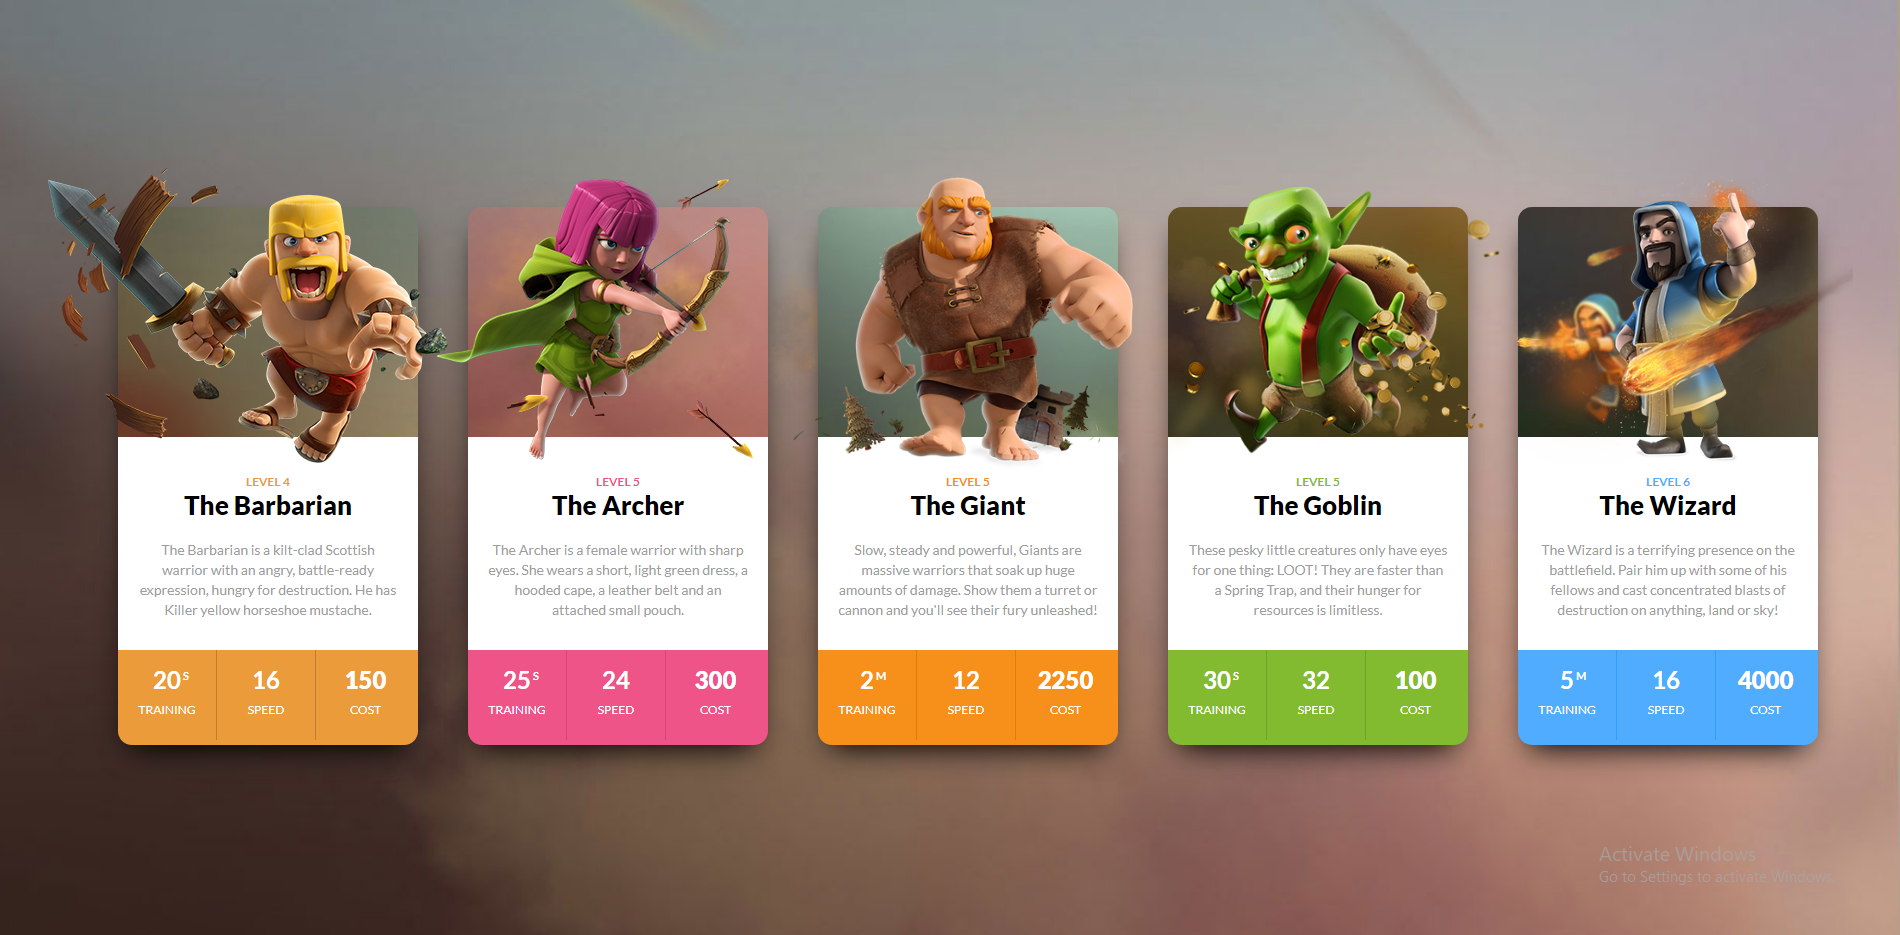 LEVEL 4
The Barbarian
The Barbarian is a kilt-clad Scottish
warrior with an angry, battle-ready
expression, hungry for destruction. He has
Killer yellow horseshoe mustache.
20S
TRAINING
16
SPEED
150
COST
LEVEL 5
The Archer
The Archer is a female warrior with sharp
eyes. She wears a short, light green dress, a
hooded cape, a leather belt and an
attached small pouch.
25S
TRAINING
24
SPEED
300
COST
LEVEL 5
The Giant
Slow, steady and powerful, Giants are
massive warriors that soak up huge
amounts of damage. Show them a turret or
cannon and you'll see their fury unleashed!
2M
TRAINING
12
SPEED
2250
COST
LEVEL 5
The Goblin
These pesky little creatures only have eyes
for one thing: LOOT! They are faster than
a Spring Trap, and their hunger for
resources is limitless.
30S
TRAINING
32
SPEED
100
COST
LEVEL 6
The Wizard
The Wizard is a terrifying presence on the
battlefield. Pair him up with some of his
fellows and cast concentrated blasts of
destruction on anything, land or sky!
5M
TRAINING
16
SPEED
4000
COST
Activate Windows
Go to Settings to activate Windows.